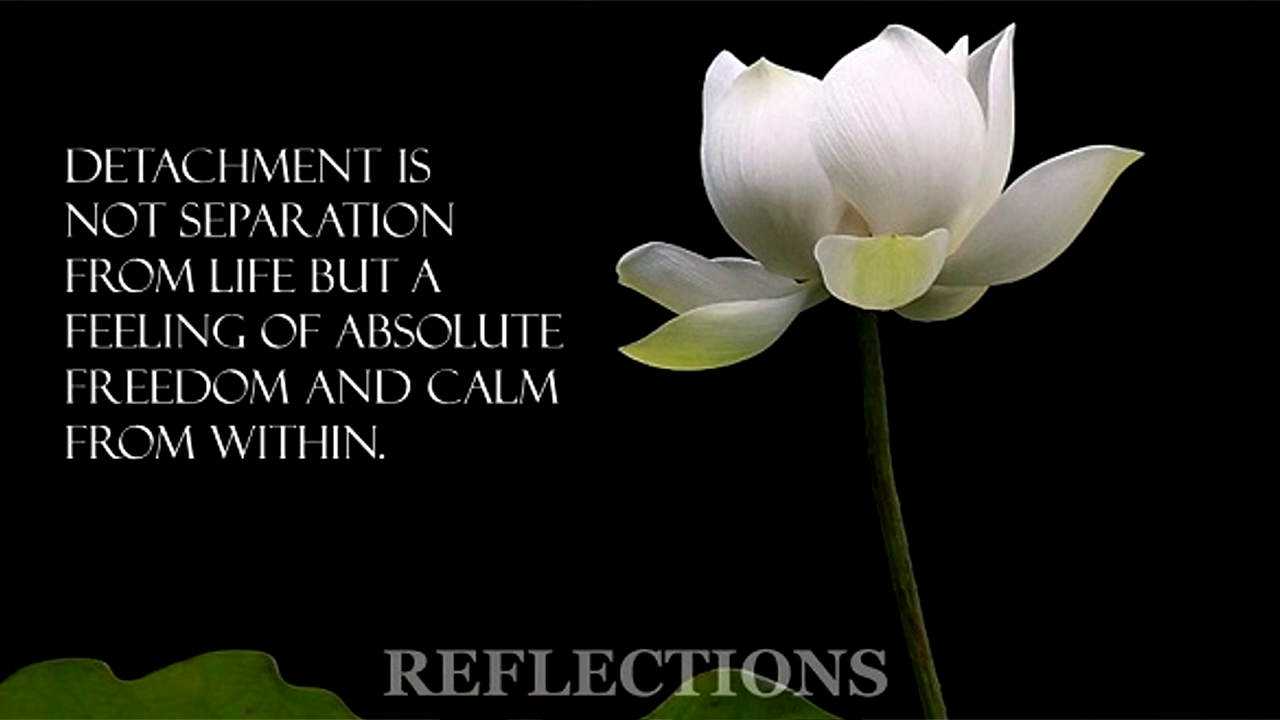 DETACHMENT IS
NOT SEPARATION
FROM LIFE BUT A
FEELING OF ABSOLUTE
FREEDOM AND CALM
FROM WITHIN.
REFLECTIONS